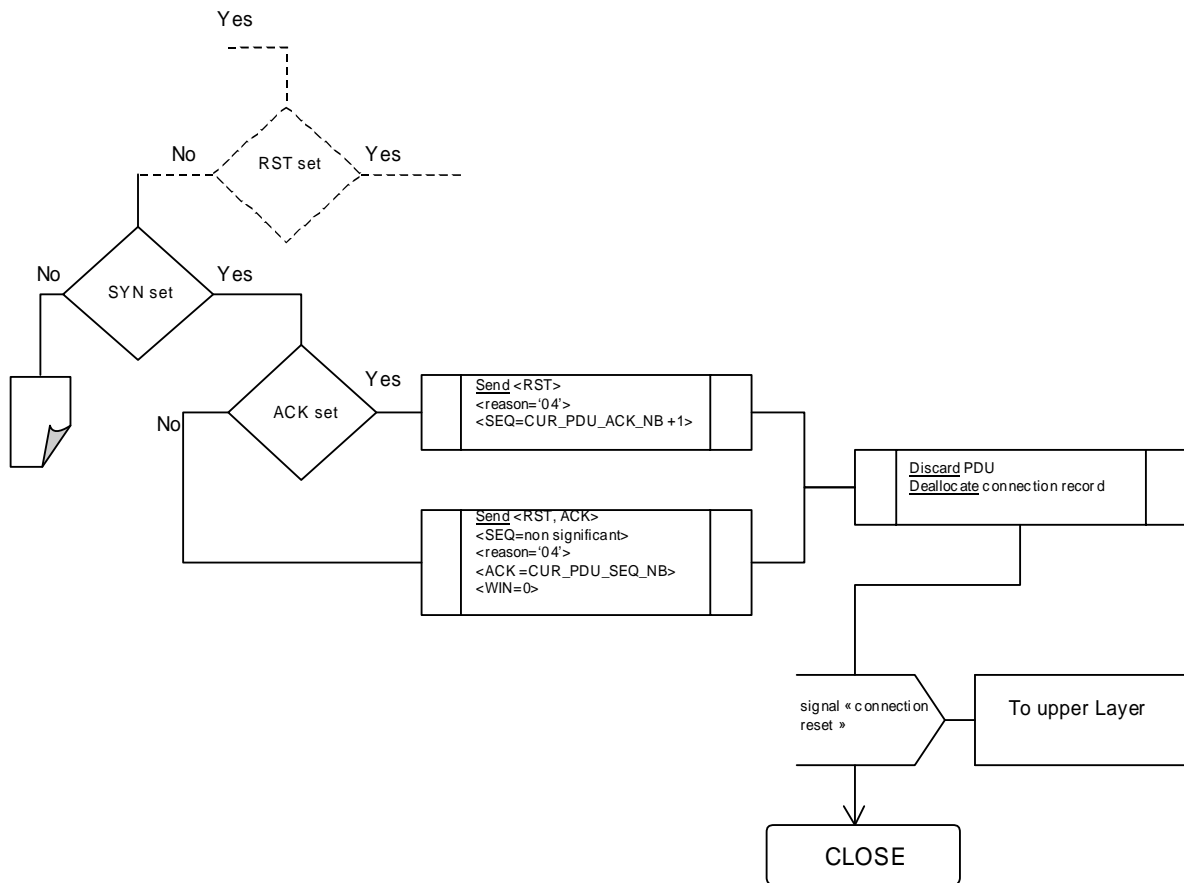 Yes
No
Yes
RST set
No
Yes
SYN set
Yes
No
ACK set
Send <RST>
<reason='04'>
<SEQ=CUR_PDU_ACK_NB +1>
Discard PDU
Deallocate connection record
Send <RST, ACK>
<SEQ=non significant>
<reason='04'>
<ACK =CUR_PDU_SEQ_NB>
<WIN=0>
signal « connection
reset »
To upper Layer
CLOSE